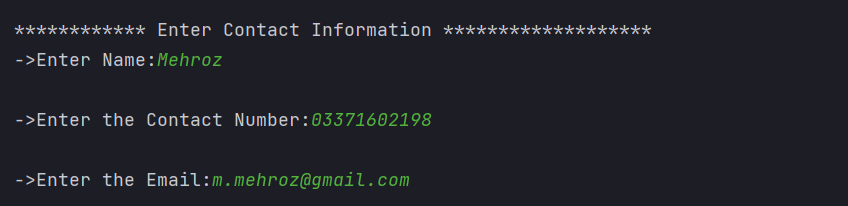 ************ Enter Contact Information *******************
->Enter Name:Mehroz
->Enter the Contact Number:03371602198
->Enter the Email:m.mehroz@gmail.com